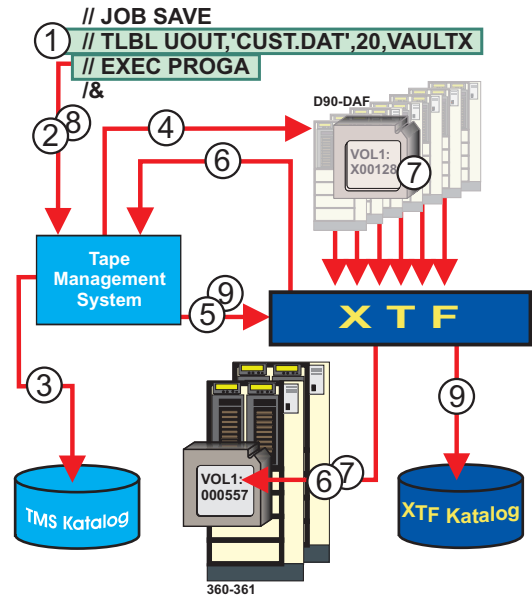 // JOB SAVE
1
// TLBL UOUT,'CUST.DAT',20,VAULTX
// EXEC PROGA
/&
2
8
4
6
D90-DAF
VOL1:
X00128
7
Tape
Management
System
5
9
X T F
3
6
7
9
VOL1:
000557
TMS Katalog
XTF Katalog
360-361